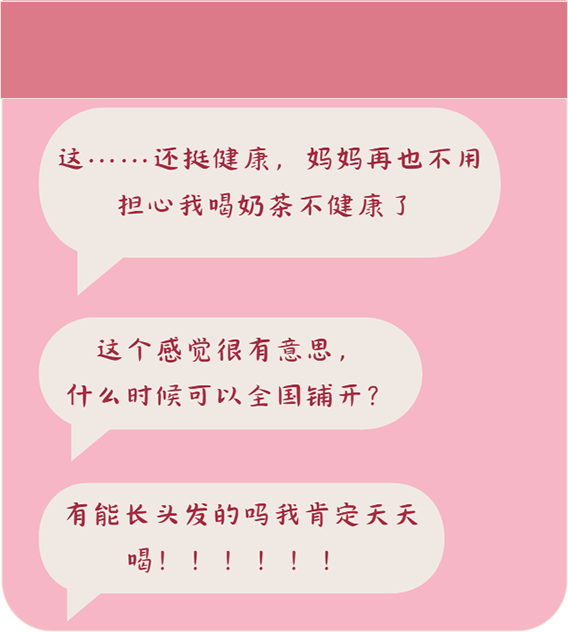 这……还挺健康，妈妈再也不用
担心我喝奶茶不健康了
这个感觉很有意思，
什么时候可以全国铺开？
有能长头发的吗我肯定天天
喝！！！！！！